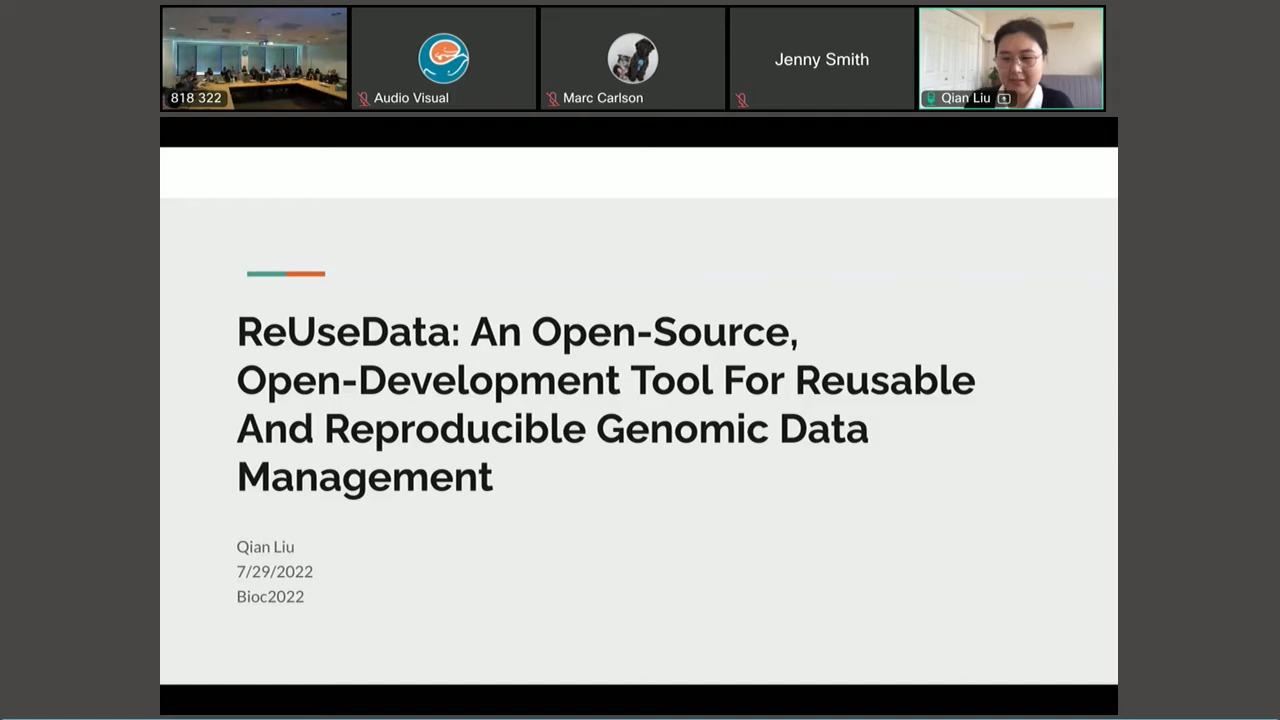 818 322
Audio Visual
Marc Carlson
Jenny Smith
Qian Liu
ReUseData: An Open-Source,
Open-Development Tool For Reusable
And Reproducible Genomic Data
Management
Qian Liu
7/29/2022
Bioc2022